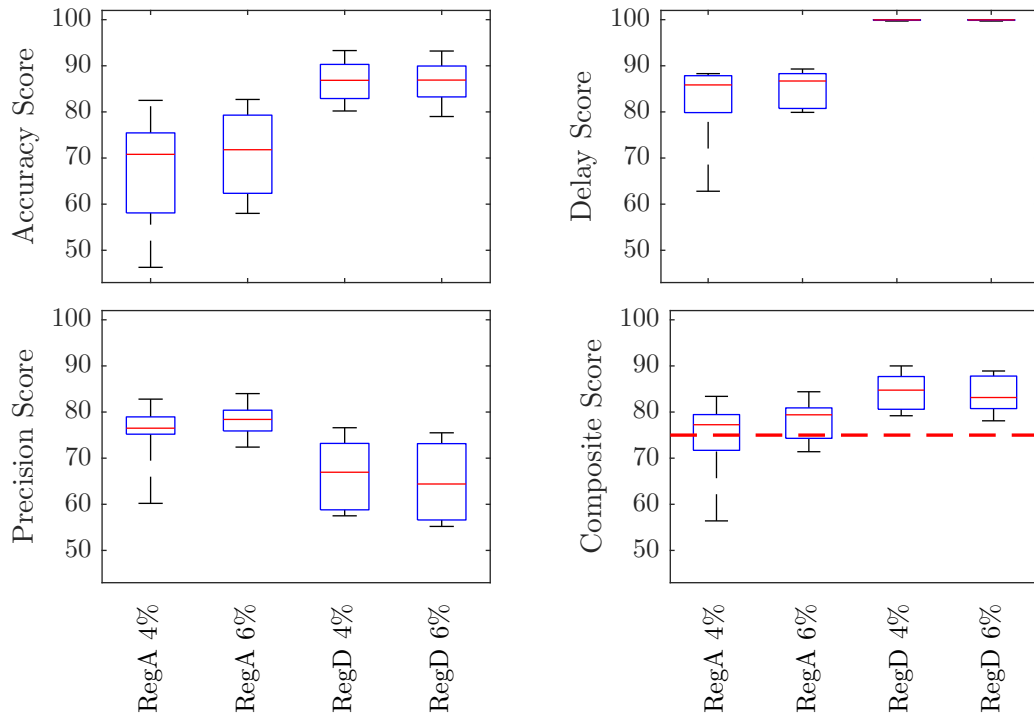 Accuracy Score
100
90
80
70
60
50
Delay Score
100
90
80
70
60
50
Precision Score
100
90
80
70
60
50
RegA 4%
RegA 6%
RegD 4%
RegD 6%
Composite Score
100
90
80
70
60
50
RegA 4%
RegA 6%
RegD 4%
RegD 6%